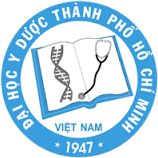 ĐẠI HỌC Y DƯỢC THÀNH PHỐ HỒ CHÍ MINH
VIỆT NAM
* 1947 *